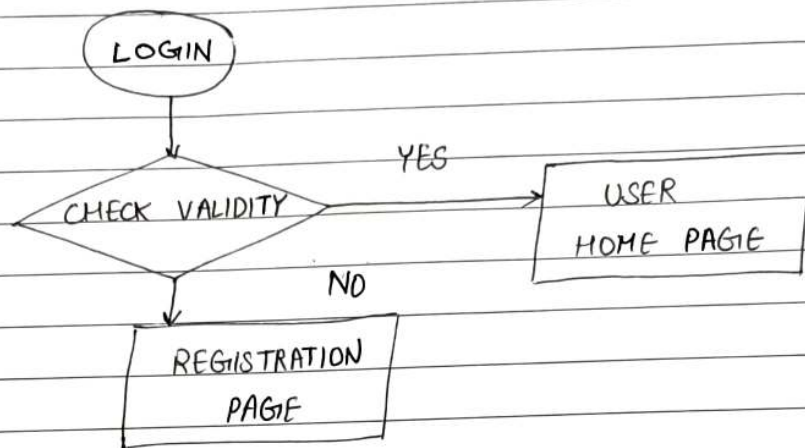 LOGIN
YES
CHECK VALIDITY
USER
HOME PAGE
NO
REGISTRATION
PAGE